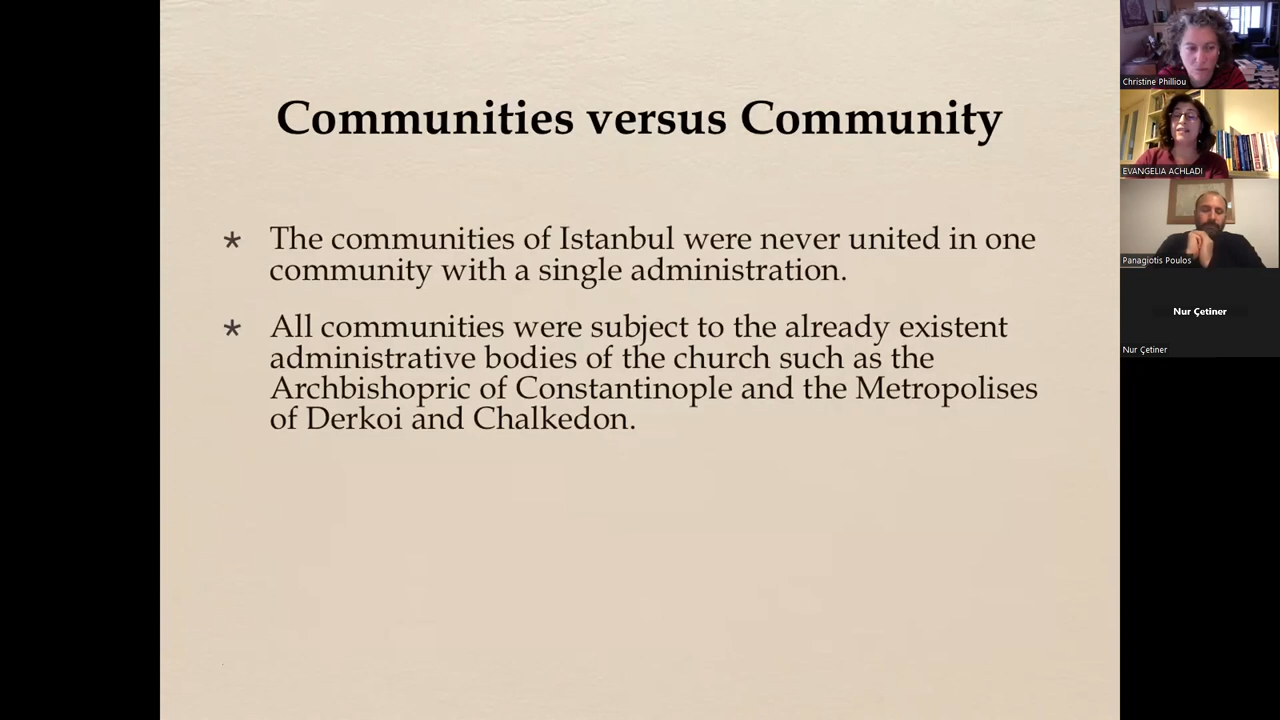 Communities versus Community
* The communities of Istanbul were never united in one
community with a single administration.
* All communities were subject to the already existent
administrative bodies of the church such as the
Archbishopric of Constantinople and the Metropolises
of Derkoi and Chalkedon.
Christine Philliou
EVANGELIA ACHLADI
Panagiotis Poulos
Nur Çetiner
Nur Çetiner